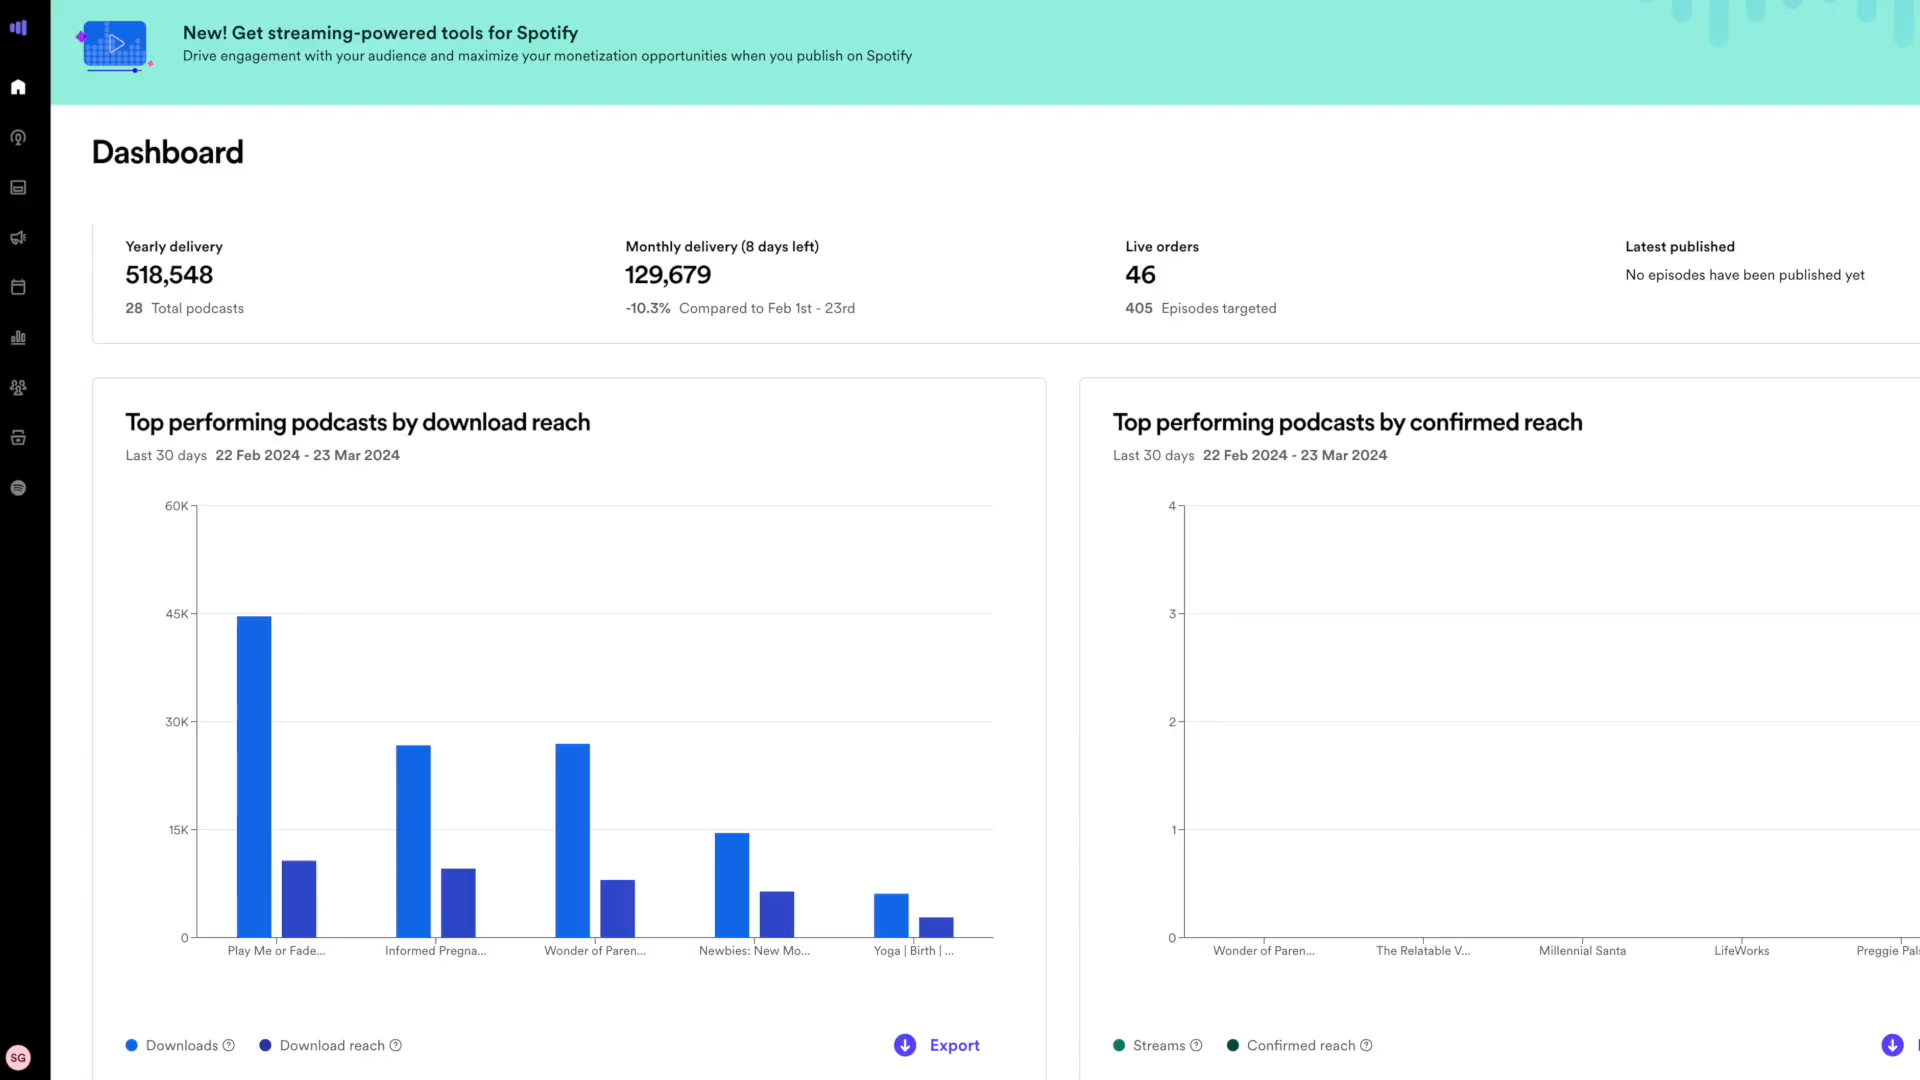 New! Get streaming-powered tools for Spotify
Drive engagement with your audience and maximize your monetization opportunities when you publish on Spotify
Dashboard
Yearly delivery
518,548
28 Total podcasts
Monthly delivery (8 days left)
129,679
-10.3% Compared to Feb 1st - 23rd
Live orders
46
405 Episodes targeted
Latest published
No episodes have been published yet
Top performing podcasts by download reach
Last 30 days 22 Feb 2024 - 23 Mar 2024
60K
45K
30K
15K
0
Play Me or Fade...
Informed Pregna...
Wonder of Paren...
Newbies: New Mo...
Yoga | Birth | ...
Downloads
Download reach
Export
Top performing podcasts by confirmed reach
Last 30 days 22 Feb 2024 - 23 Mar 2024
4
3
2
1
0
Wonder of Paren...
The Relatable V...
Millennial Santa
LifeWorks
Preggie Pals
Streams
Confirmed reach
SG